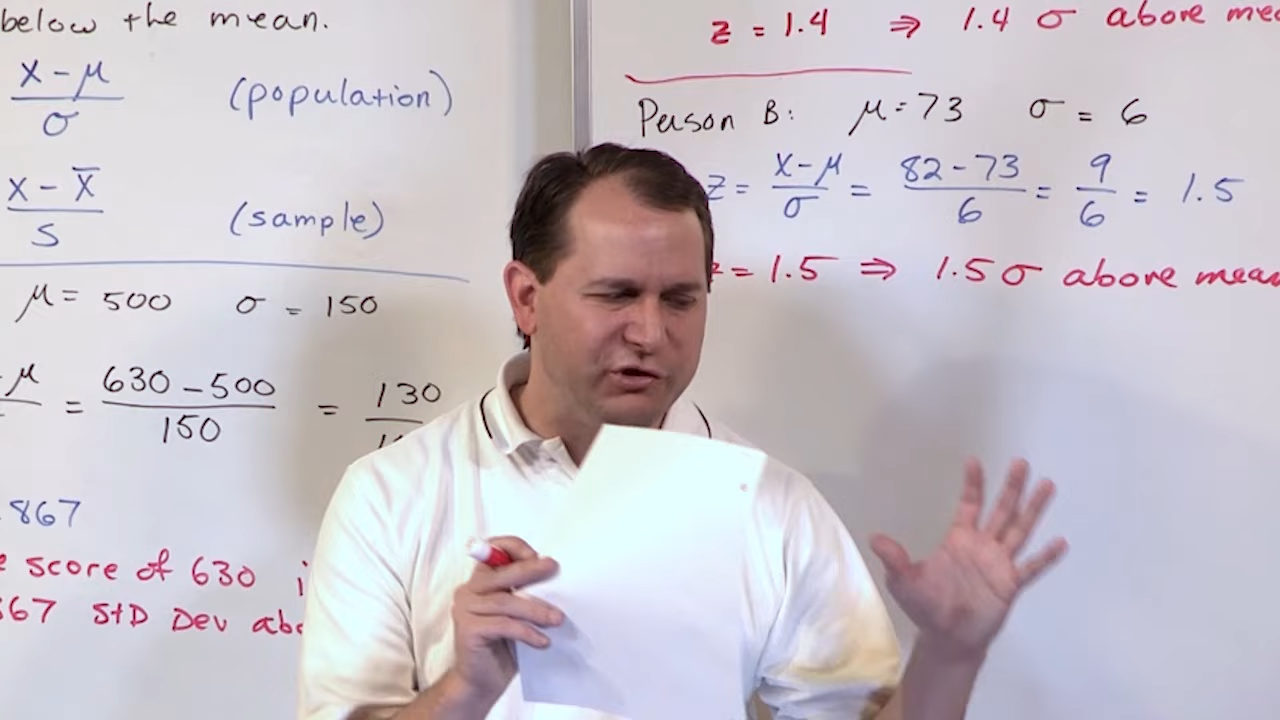 below the mean.
x - μ / σ (population)
x - x̄ / s (sample)
μ = 500 σ = 150
μ = 630 - 500 / 150 = 130
867
score of 630
867 StD Dev
z = 1.4 ⇒ 1.4 σ above
Person B: μ = 73 σ = 6
z = x - μ / σ = 82 - 73 / 6 = 9 / 6 = 1.5
z = 1.5 ⇒ 1.5 σ above mean